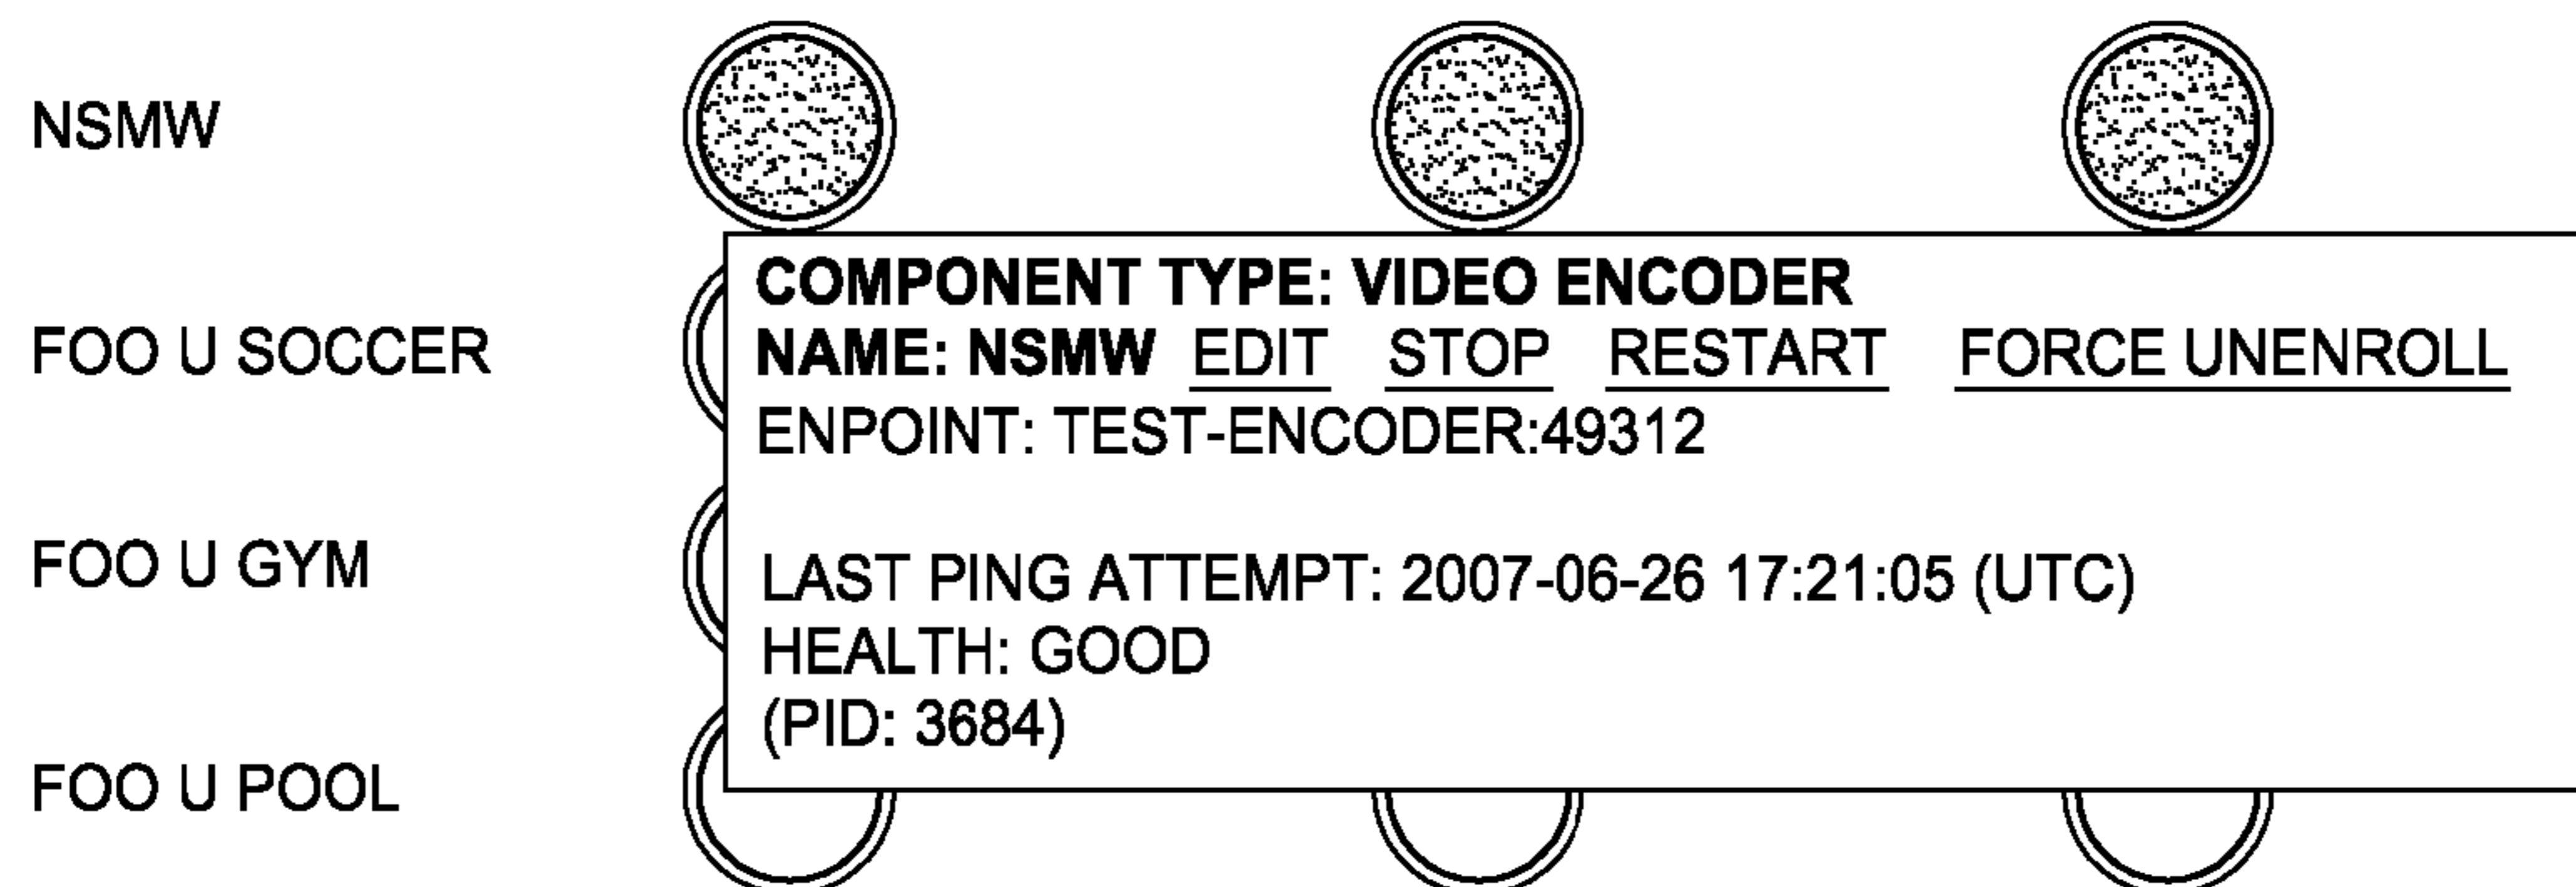 NSMW
COMPONENT TYPE: VIDEO ENCODER
FOO U SOCCER
NAME: NSMW EDIT STOP RESTART FORCE UNENROLL
ENPOINT: TEST-ENCODER:49312
FOO U GYM
LAST PING ATTEMPT: 2007-06-26 17:21:05 (UTC)
HEALTH: GOOD
(PID: 3684)
FOO U POOL